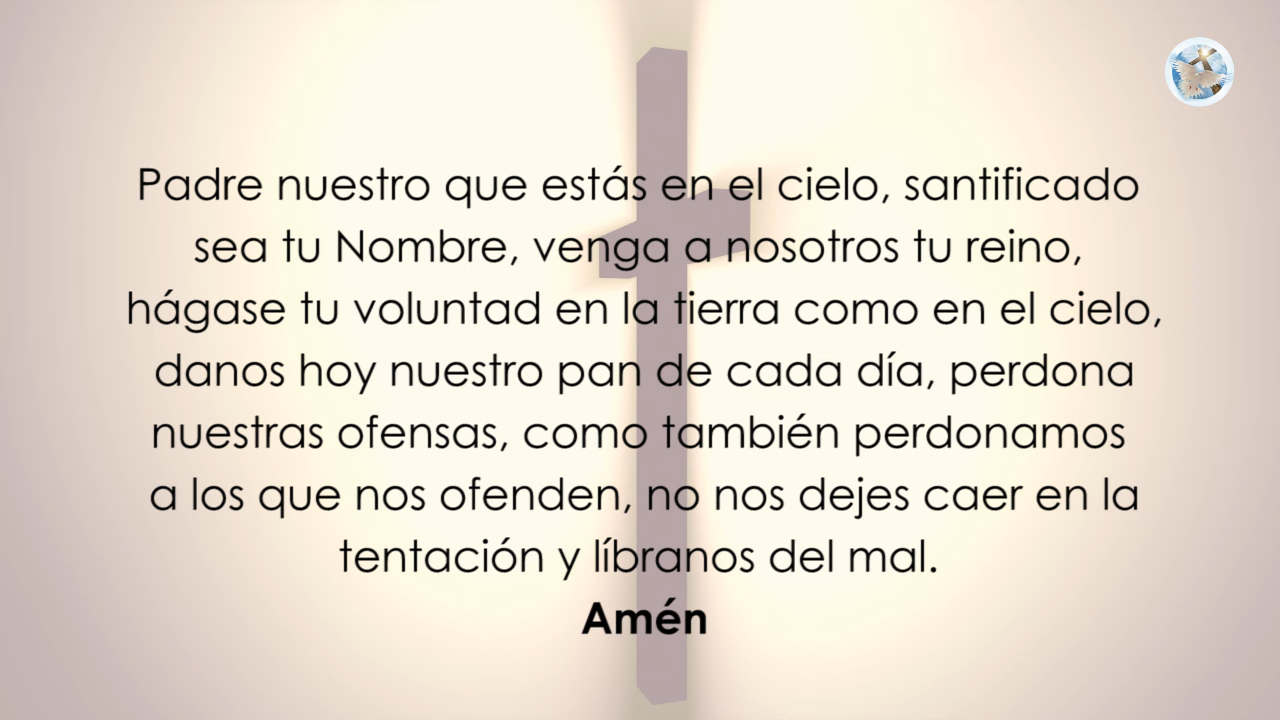 Padre nuestro que estás en el cielo, santificado
sea tu Nombre, venga a nosotros tu reino,
hágase tu voluntad en la tierra como en el cielo,
danos hoy nuestro pan de cada día, perdona
nuestras ofensas, como también perdonamos
a los que nos ofenden, no nos dejes caer en la
tentación y líbranos del mal.
Amén